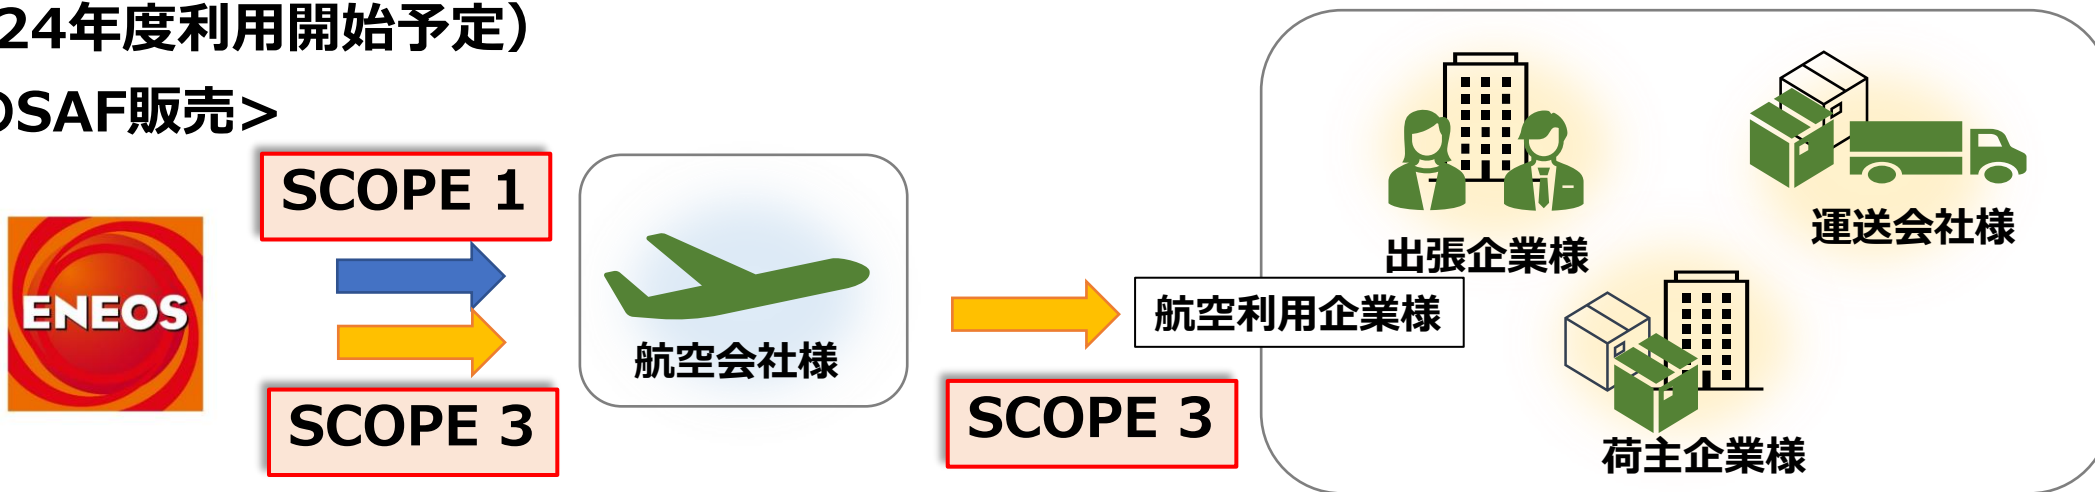 24年度利用開始予定）
SAF販売>
SCOPE 1
ENEOS
SCOPE 3
航空会社様
SCOPE 3
航空利用企業様
出張企業様
運送会社様
荷主企業様